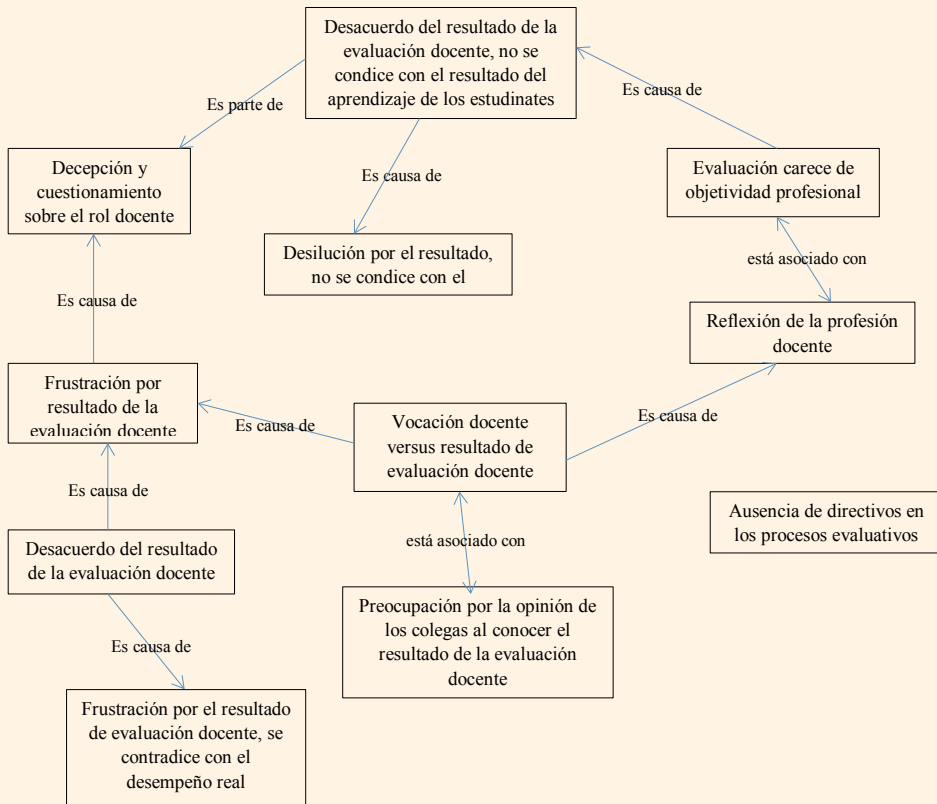 Desacuerdo del resultado de la
evaluación docente, no se
condice con el resultado del
aprendizaje de los estudinates
Es causa de
Es parte de
Decepción y
cuestionamiento
sobre el rol docente
Es causa de
Evaluación carece de
objetividad profesional
Desilución por el resultado,
no se condice con el
está asociado con
Es causa de
Reflexión de la profesión
docente
Frustración por
resultado de la
evaluación docente
Es causa de
Vocación docente
versus resultado de
evaluación docente
Es causa de
Es causa de
Ausencia de directivos en
los procesos evaluativos
Desacuerdo del resultado
de la evaluación docente
está asociado con
Preocupación por la opinión de
los colegas al conocer el
resultado de la evaluación
docente
Es causa de
Frustración por el resultado
de evaluación docente, se
contradice con el
desempeño real